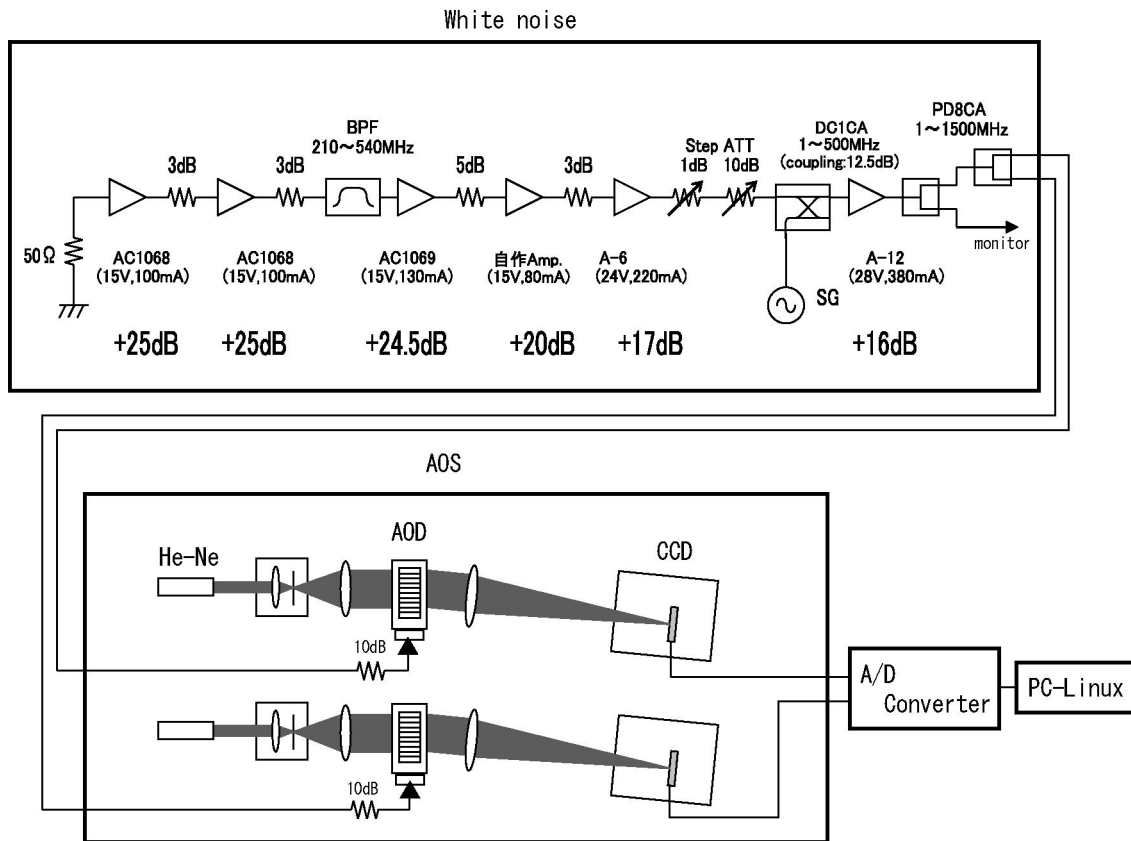 White noise
PD8CA
1～1500MHz
DC1CA
1～500MHz
(coupling:12.5dB)
BPF
210～540MHz
Step ATT
1dB
10dB
3dB
3dB
5dB
3dB
50Ω
monitor
SG
AC1068
(15V,100mA)
AC1068
(15V,100mA)
AC1069
(15V,130mA)
自作Amp.
(15V,80mA)
A-6
(24V,220mA)
A-12
(28V,380mA)
+25dB
+25dB
+24.5dB
+20dB
+17dB
+16dB
AOS
He-Ne
AOD
CCD
10dB
A/D
Converter
PC-Linux
10dB